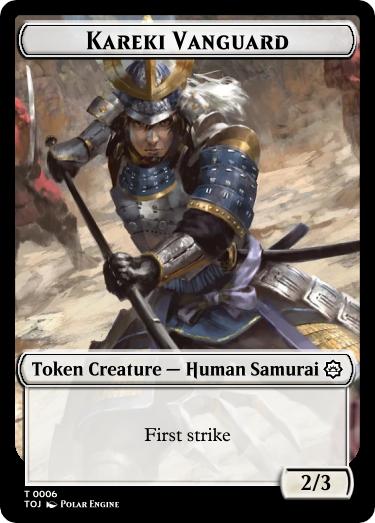 Kareki Vanguard
Token Creature — Human Samurai
First strike
2/3
T 0006
TOJ Polar Engine